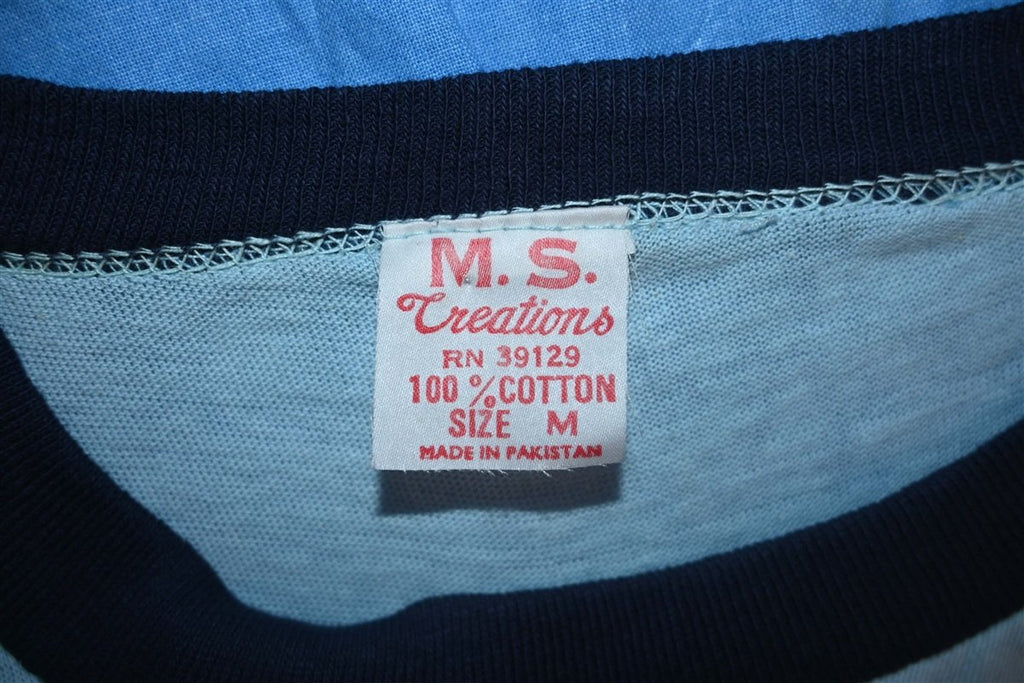 M. S.
Creations
RN 39129
100% COTTON
SIZE M
MADE IN PAKISTAN